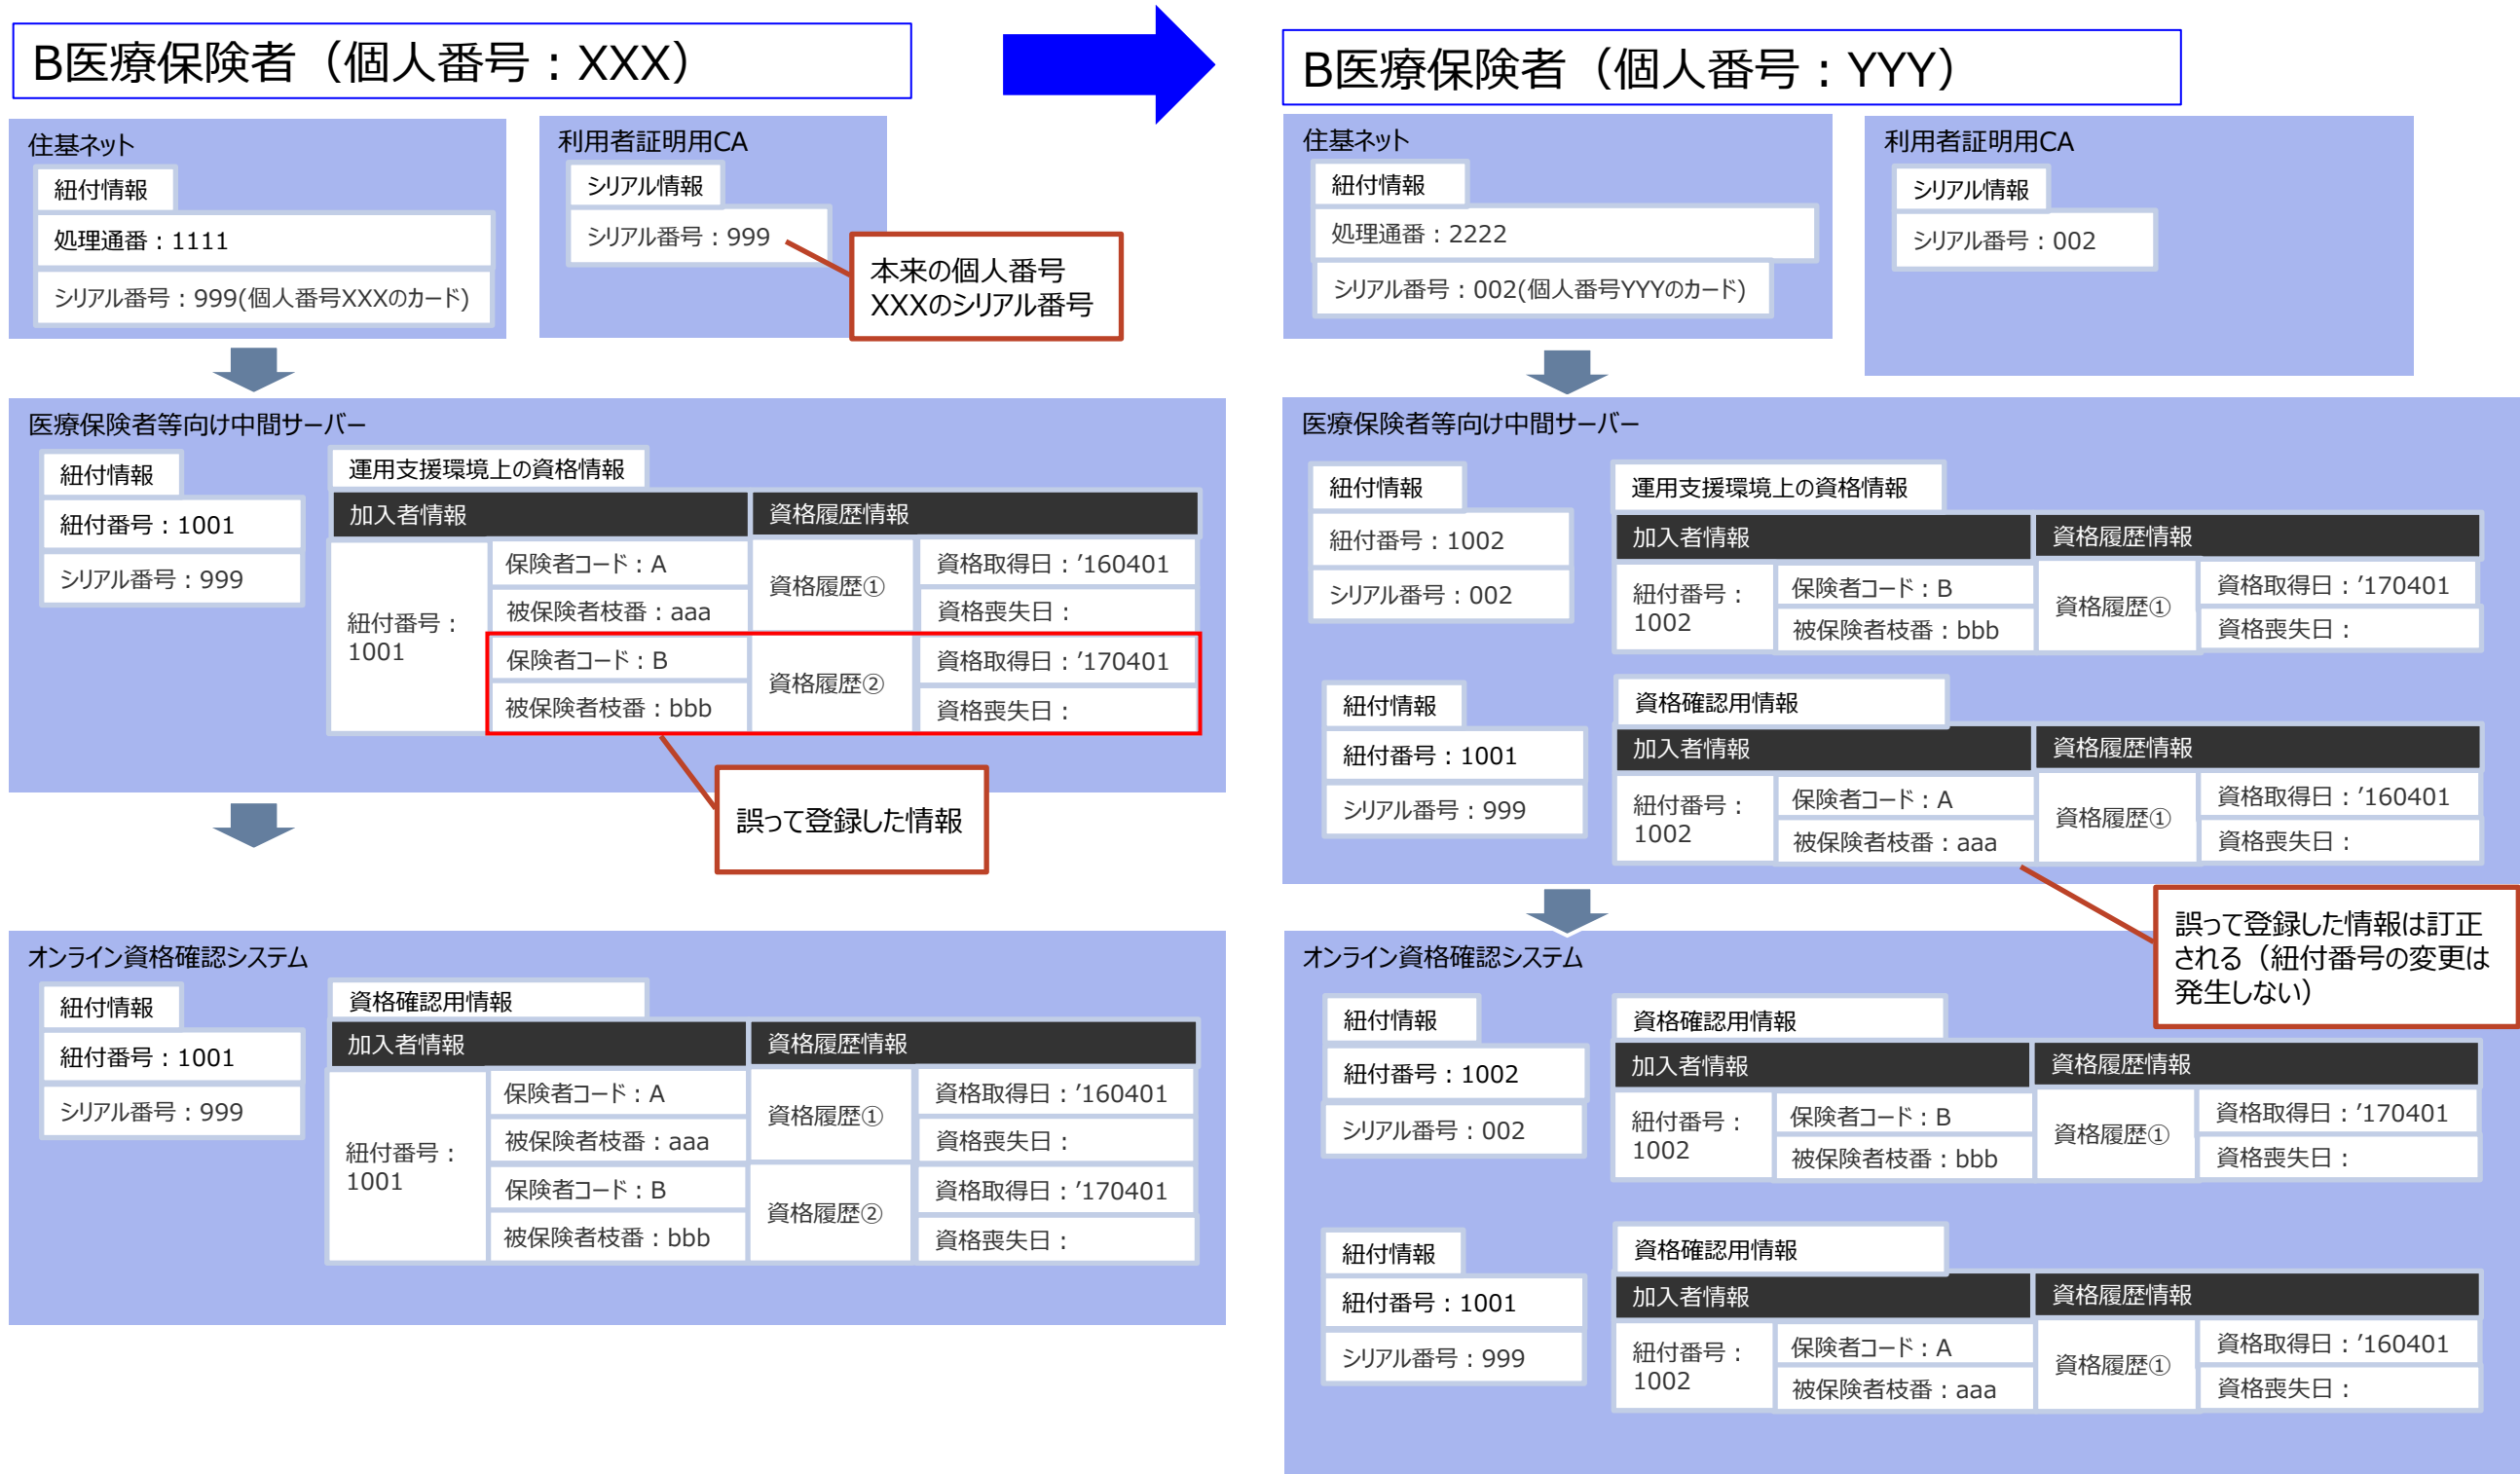 B医療保険者（個人番号：XXX）
住基ネット
紐付情報
処理通番：1111
シリアル番号：999(個人番号XXXのカード)
利用者証明用CA
シリアル情報
シリアル番号：999
本来の個人番号
XXXのシリアル番号
医療保険者等向け中間サーバー
紐付情報
紐付番号：1001
シリアル番号：999
運用支援環境上の資格情報
加入者情報
資格履歴情報
紐付番号：
1001
保険者コード：A
被保険者枝番：aaa
資格履歴①
資格取得日：’160401
資格喪失日：
保険者コード：B
被保険者枝番：bbb
資格履歴②
資格取得日：’170401
資格喪失日：
誤って登録した情報
オンライン資格確認システム
紐付情報
紐付番号：1001
シリアル番号：999
資格確認用情報
加入者情報
資格履歴情報
紐付番号：
1001
保険者コード：A
被保険者枝番：aaa
資格履歴①
資格取得日：’160401
資格喪失日：
保険者コード：B
被保険者枝番：bbb
資格履歴②
資格取得日：’170401
資格喪失日：
B医療保険者（個人番号：YYY）
住基ネット
紐付情報
処理通番：2222
シリアル番号：002(個人番号YYYのカード)
利用者証明用CA
シリアル情報
シリアル番号：002
医療保険者等向け中間サーバー
紐付情報
紐付番号：1002
シリアル番号：002
運用支援環境上の資格情報
加入者情報
資格履歴情報
紐付番号：
1002
保険者コード：B
被保険者枝番：bbb
資格履歴①
資格取得日：’170401
資格喪失日：
紐付情報
紐付番号：1001
シリアル番号：999
資格確認用情報
加入者情報
資格履歴情報
紐付番号：
1002
保険者コード：A
被保険者枝番：aaa
資格履歴①
資格取得日：’160401
資格喪失日：
誤って登録した情報は訂正
される（紐付番号の変更は
発生しない）
オンライン資格確認システム
紐付情報
紐付番号：1002
シリアル番号：002
資格確認用情報
加入者情報
資格履歴情報
紐付番号：
1002
保険者コード：B
被保険者枝番：bbb
資格履歴①
資格取得日：’170401
資格喪失日：
紐付情報
紐付番号：1001
シリアル番号：999
資格確認用情報
加入者情報
資格履歴情報
紐付番号：
1002
保険者コード：A
被保険者枝番：aaa
資格履歴①
資格取得日：’160401
資格喪失日：